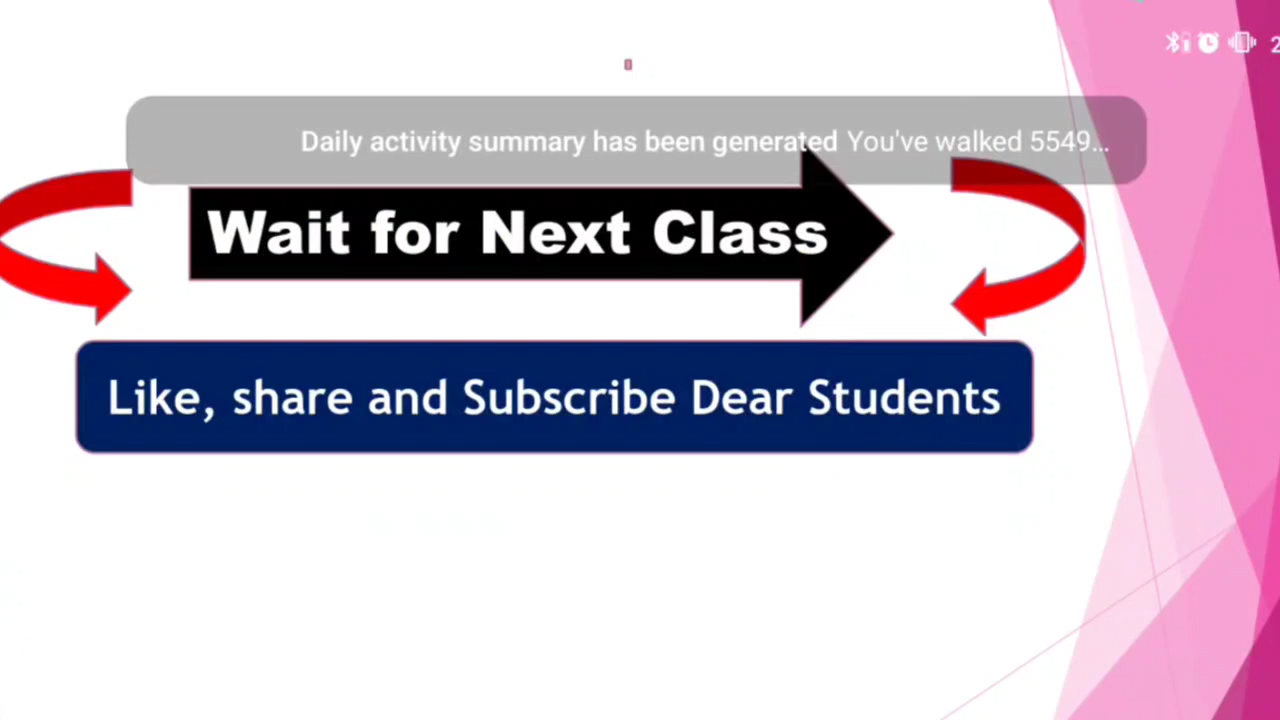 Daily activity summary has been generated You've walked 5549...
Wait for Next Class
Like, share and Subscribe Dear Students